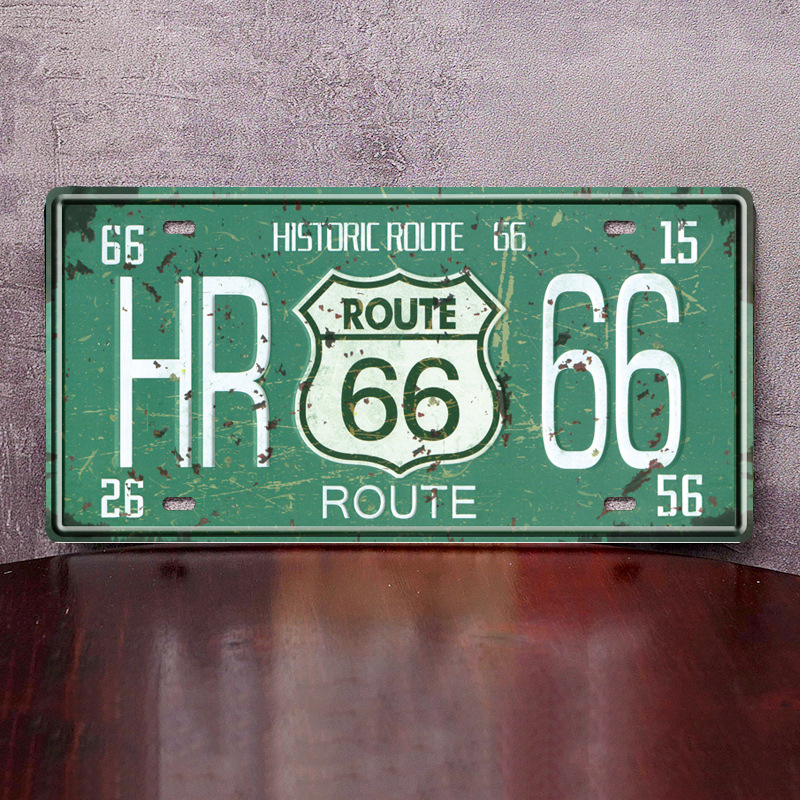 HISTORIC ROUTE 66
66 15
HR 66
ROUTE
66
26 56
ROUTE